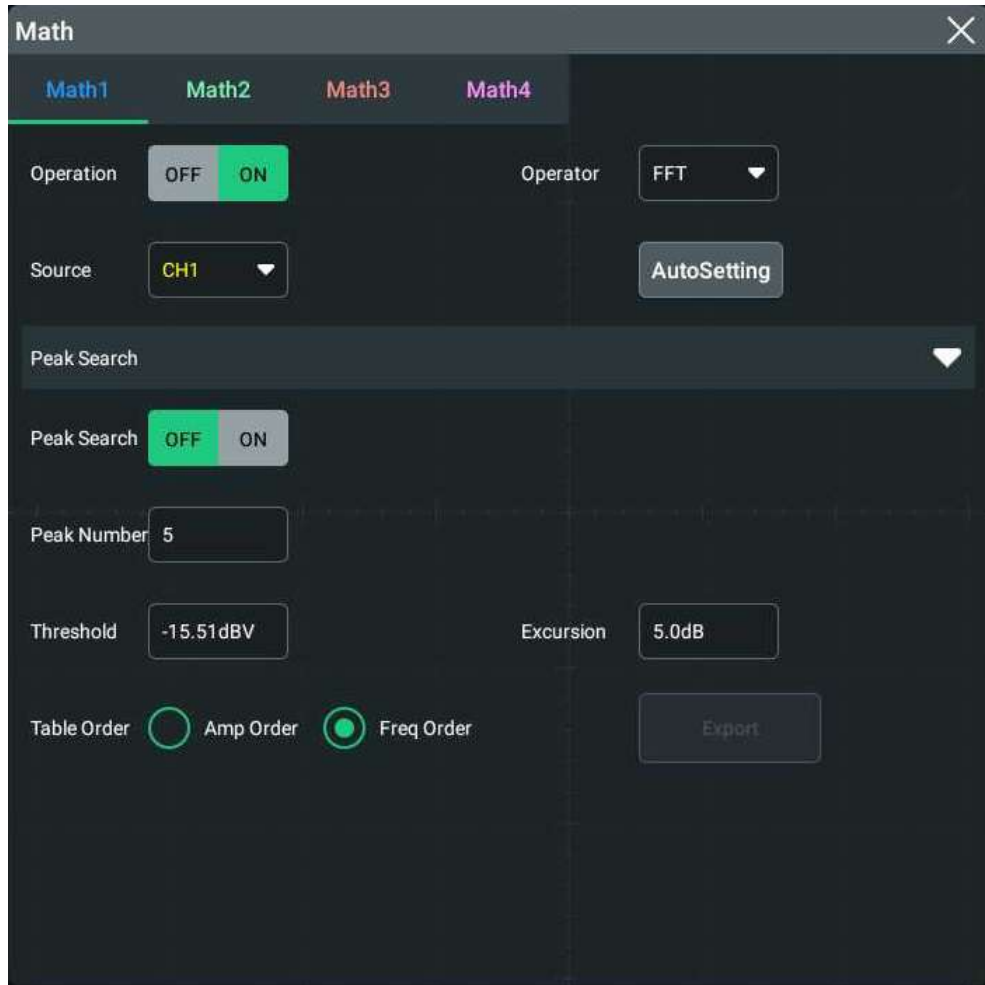 Math
Math1 Math2 Math3 Math4
Operation OFF ON Operator FFT
Source CH1 AutoSetting
Peak Search
Peak Search OFF ON
Peak Number 5
Threshold -15.51dBV Excursion 5.0dB
Table Order Amp Order Freq Order Export